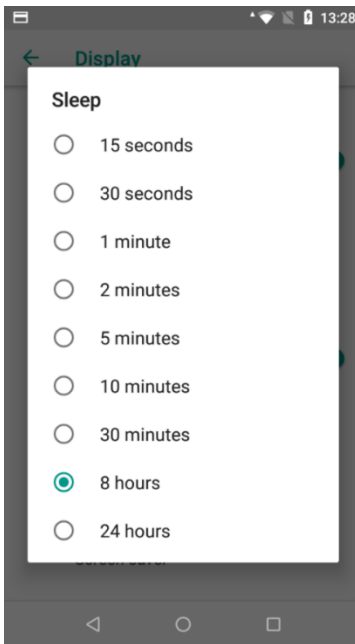 13:28
Display
Sleep
15 seconds
30 seconds
1 minute
2 minutes
5 minutes
10 minutes
30 minutes
8 hours
24 hours